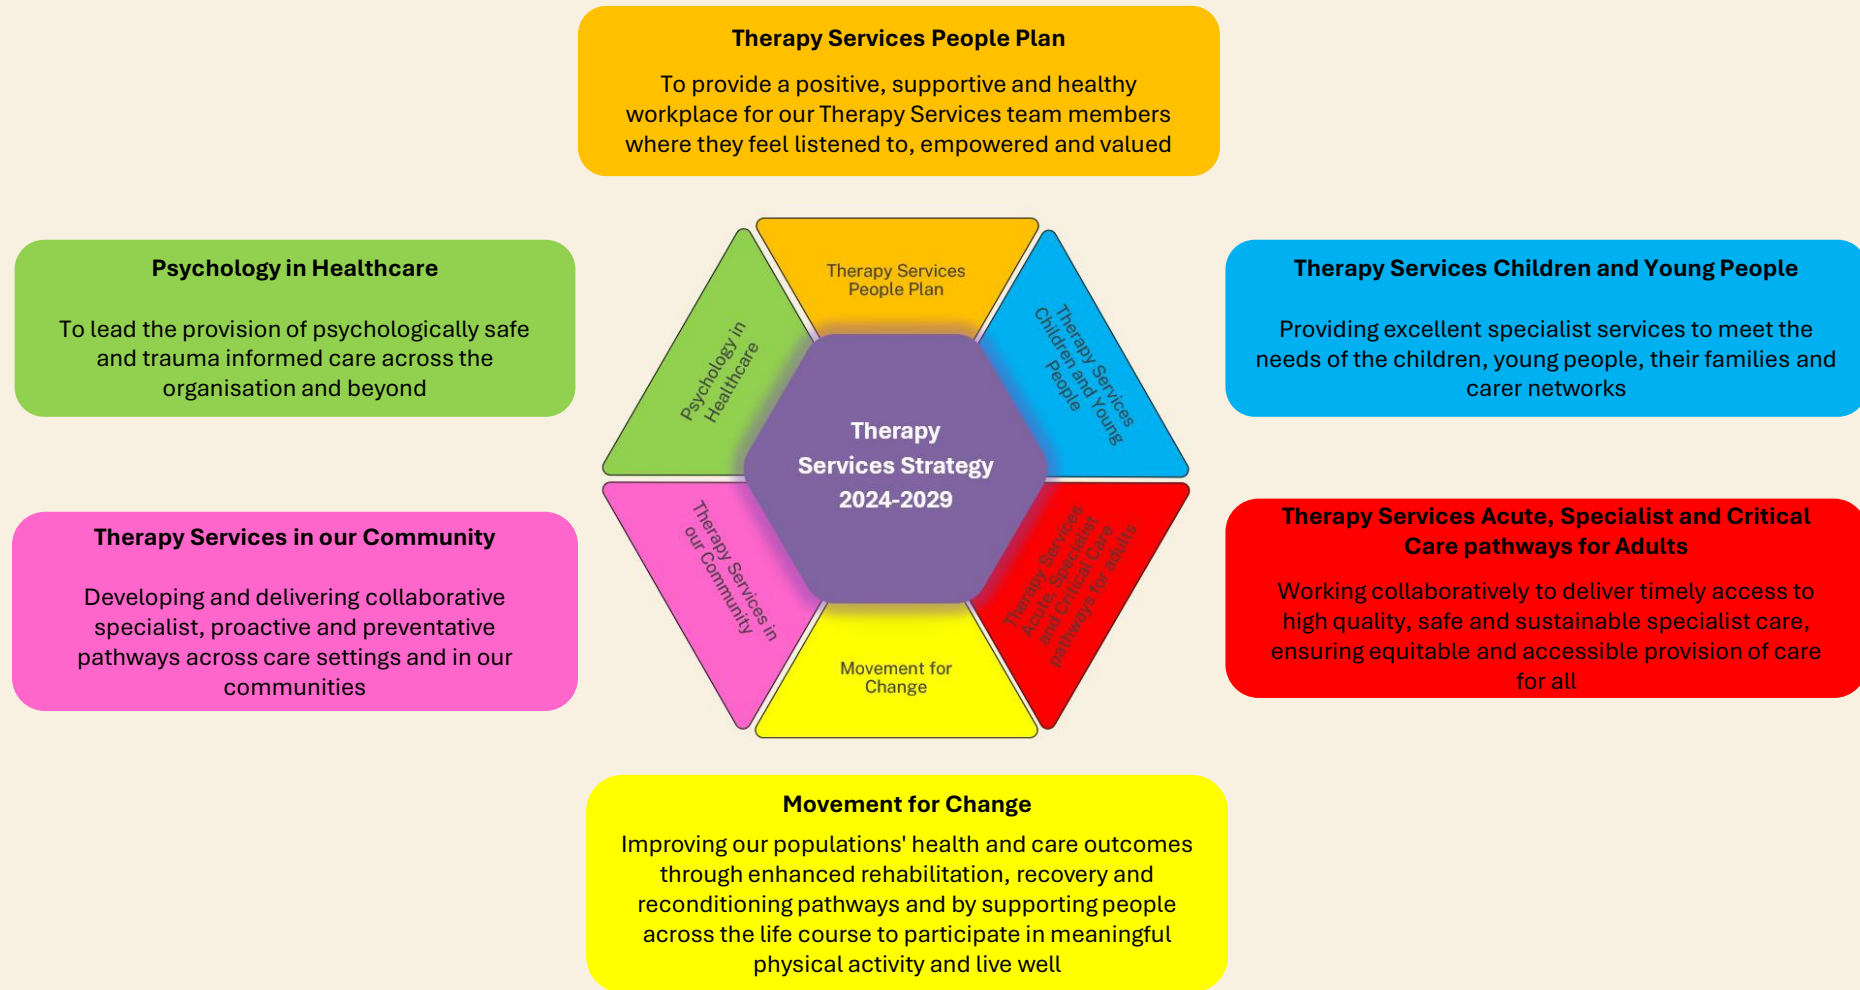 Therapy Services People Plan
To provide a positive, supportive and healthy
workplace for our Therapy Services team members
where they feel listened to, empowered and valued
Psychology in Healthcare
To lead the provision of psychologically safe
and trauma informed care across the
organisation and beyond
Therapy Services
People Plan
Therapy Services Children and Young People
Providing excellent specialist services to meet the
needs of the children, young people, their families and
carer networks
Psychology in
Healthcare
Therapy Services
Children and Young
People
Therapy
Services Strategy
2024-2029
Therapy Services in our Community
Developing and delivering collaborative
specialist, proactive and preventative
pathways across care settings and in our
communities
Therapy Services in
our Community
Therapy Services
Acute, Specialist
and Critical Care
pathways for adults
Therapy Services Acute, Specialist and Critical
Care pathways for Adults
Working collaboratively to deliver timely access to
high quality, safe and sustainable specialist care,
ensuring equitable and accessible provision of care
for all
Movement for
Change
Movement for Change
Improving our populations' health and care outcomes
through enhanced rehabilitation, recovery and
reconditioning pathways and by supporting people
across the life course to participate in meaningful
physical activity and live well